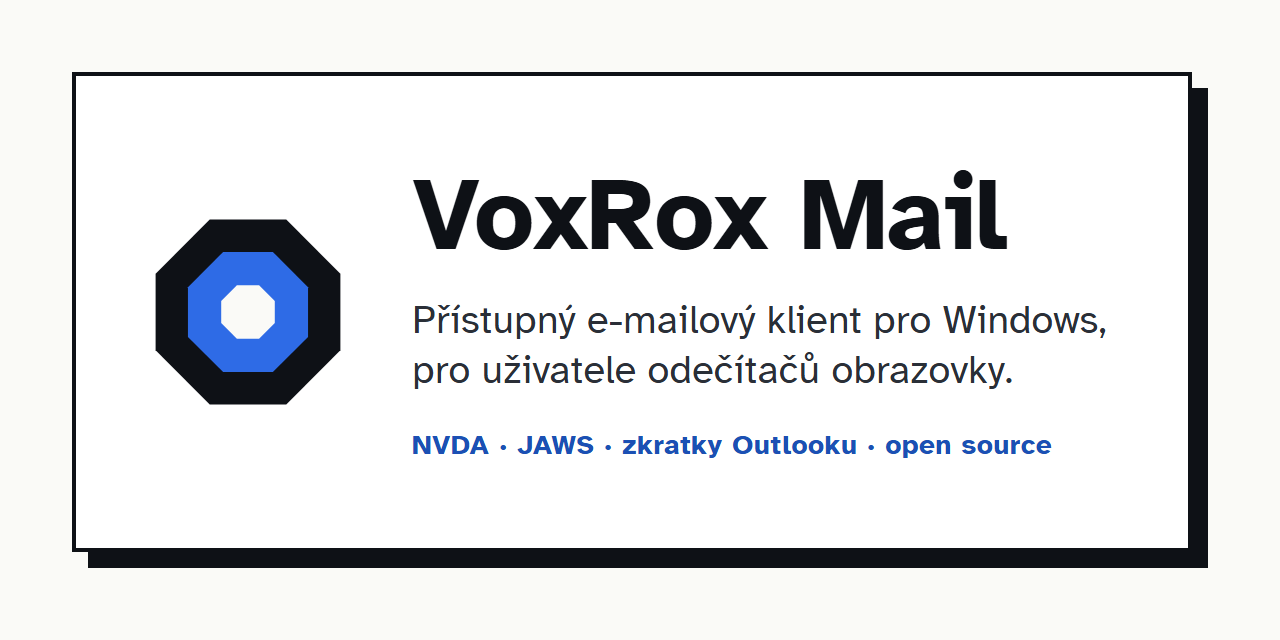 VoxRox Mail
Přístupný e-mailový klient pro Windows,
pro uživatele odečítačů obrazovky.
NVDA · JAWS · zkratky Outlooku · open source